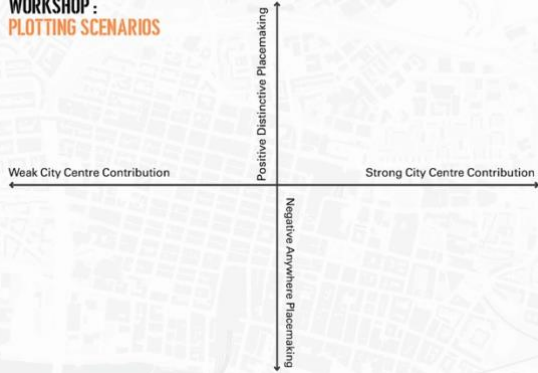 WORKSHOP :
PLOTTING SCENARIOS
Positive Distinctive Placemaking
Weak City Centre Contribution
Strong City Centre Contribution
Negative Anywhere Placemaking